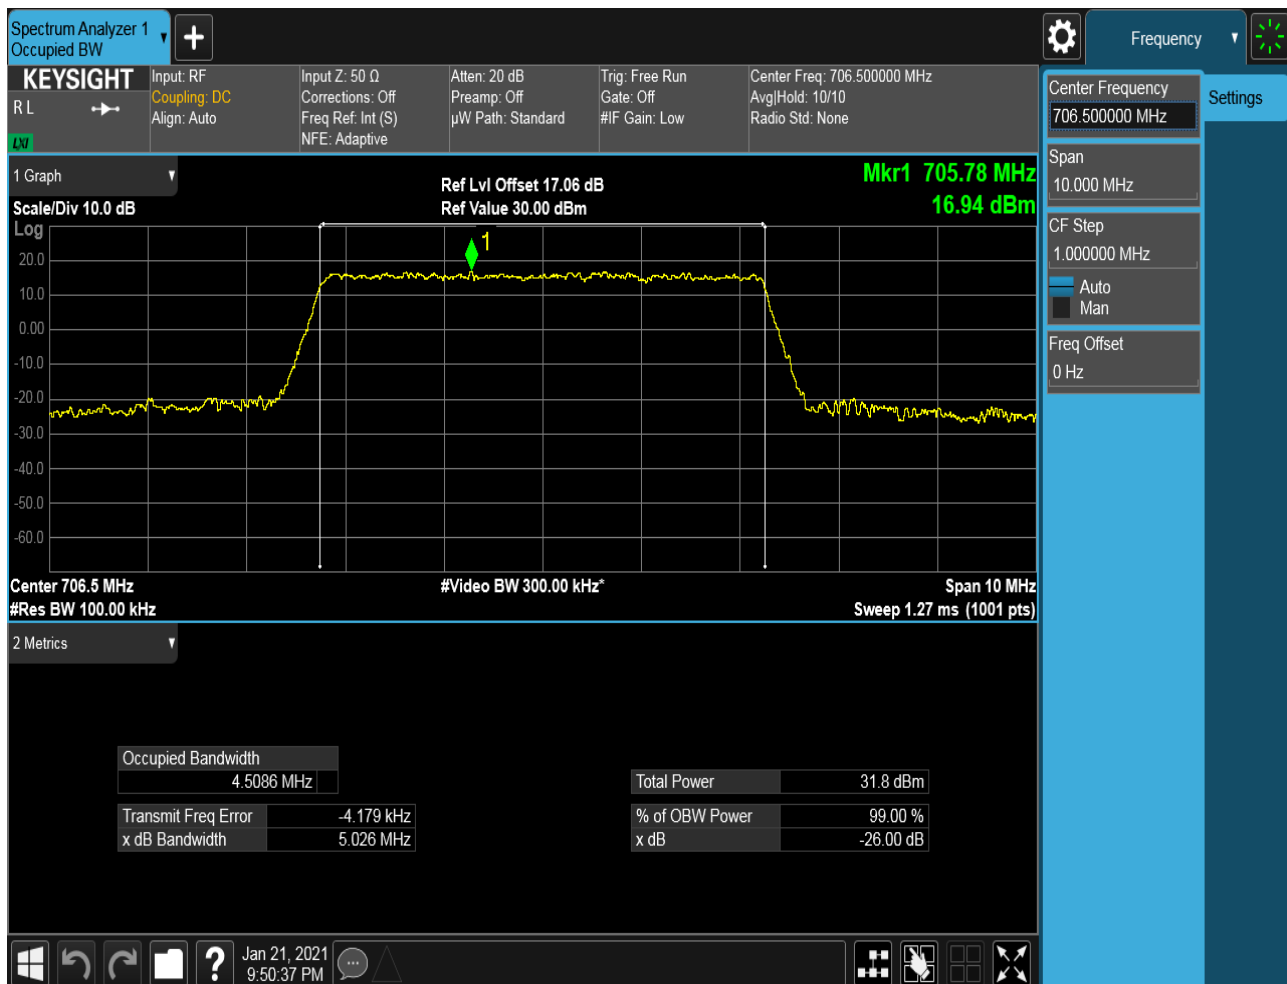 Spectrum Analyzer 1
Occupied BW
Frequency
KEYSIGHT
R L
LXI
Input: RF
Coupling: DC
Align: Auto
Input Z: 50 Ω
Corrections: Off
Freq Ref: Int (S)
NFE: Adaptive
Atten: 20 dB
Preamp: Off
µW Path: Standard
Trig: Free Run
Gate: Off
#IF Gain: Low
Center Freq: 706.500000 MHz
Avg|Hold: 10/10
Radio Std: None
Center Frequency
706.500000 MHz
Settings
Span
10.000 MHz
CF Step
1.000000 MHz
Auto
Man
Freq Offset
0 Hz
1 Graph
Scale/Div 10.0 dB
Ref Lvl Offset 17.06 dB
Ref Value 30.00 dBm
Mkr1 705.78 MHz
16.94 dBm
Log
1
20.0
10.0
0.00
-10.0
-20.0
-30.0
-40.0
-50.0
-60.0
Center 706.5 MHz
#Res BW 100.00 kHz
#Video BW 300.00 kHz*
Span 10 MHz
Sweep 1.27 ms (1001 pts)
2 Metrics
Occupied Bandwidth
4.5086 MHz
Transmit Freq Error -4.179 kHz
x dB Bandwidth 5.026 MHz
Total Power 31.8 dBm
% of OBW Power 99.00 %
x dB -26.00 dB
?
Jan 21, 2021
9:50:37 PM